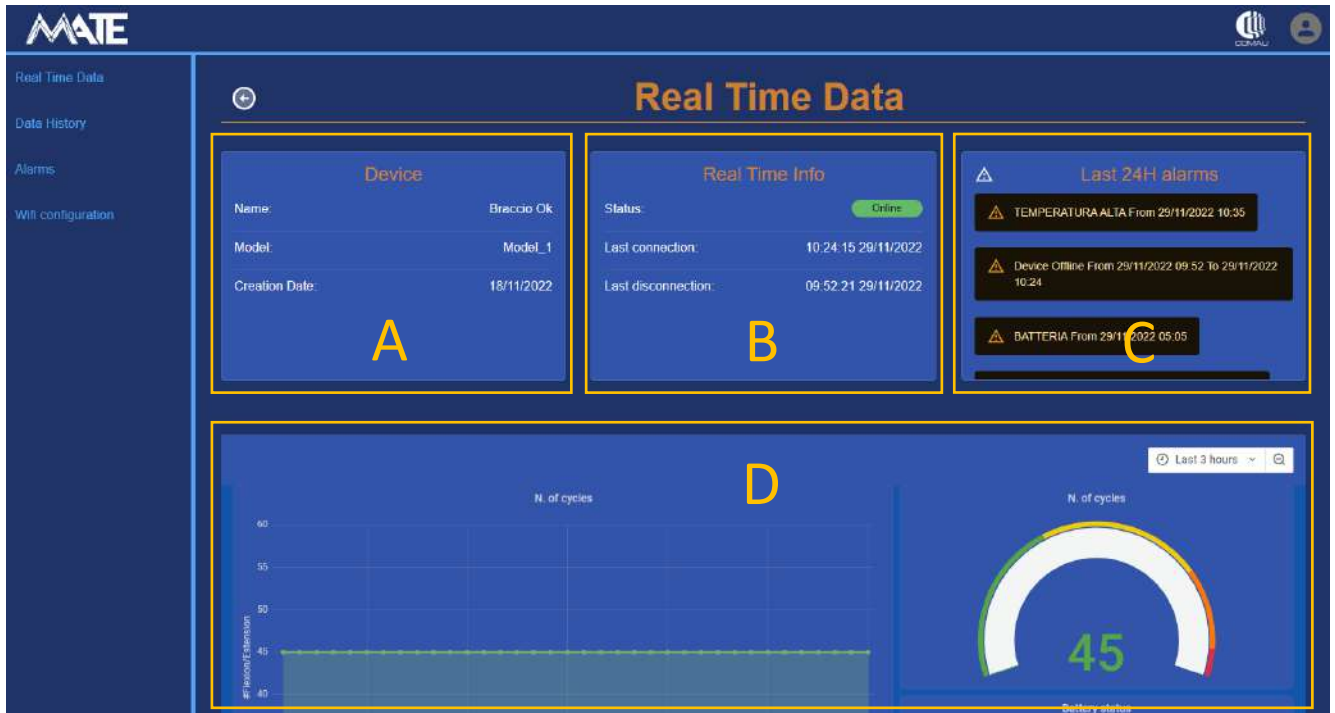 MATE
COMAU
Real Time Data
Data History
Alarms
Wifi configuration
Real Time Data
Device
Name: Braccio Ok
Model: Model_1
Creation Date: 18/11/2022
A
Real Time Info
Status: Online
Last connection: 10:24:15 29/11/2022
Last disconnection: 09:52:21 29/11/2022
B
Last 24H alarms
TEMPERATURA ALTA From 29/11/2022 10:35
Device Offline From 29/11/2022 09:52 To 29/11/2022
10:24
BATTERIA From 29/11/2022 05:05
C
D
Last 3 hours
N. of cycles
60
55
50
45
40
#Flexion/Extension
N. of cycles
45
Battery status